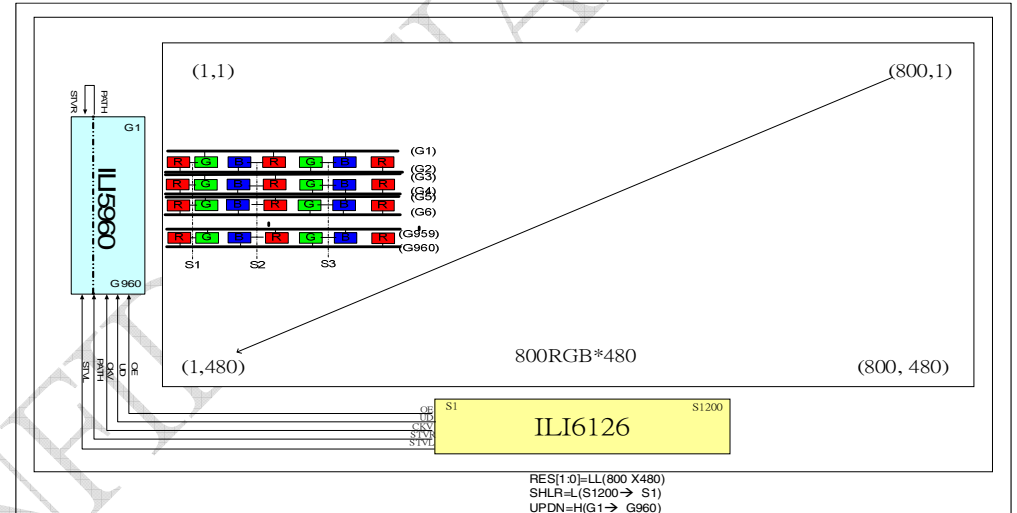 (1,1)
(800,1)
STVR
PATH
G1
ILI5960
G960
(G1)
R G B R G B R
(G2)
(G3)
R G B R G B R
(G4)
(G5)
R G B R G B R
(G6)
(G959)
R G B R G B R
(G960)
S1 S2 S3
(1,480)
800RGB*480
(800, 480)
STVL
PATH
CKV
UD
OE
OE
UD
CKV
STVR
STVL
S1
S1200
ILI6126
RES[1:0]=LL(800 X480)
SHLR=L(S1200→ S1)
UPDN=H(G1→ G960)